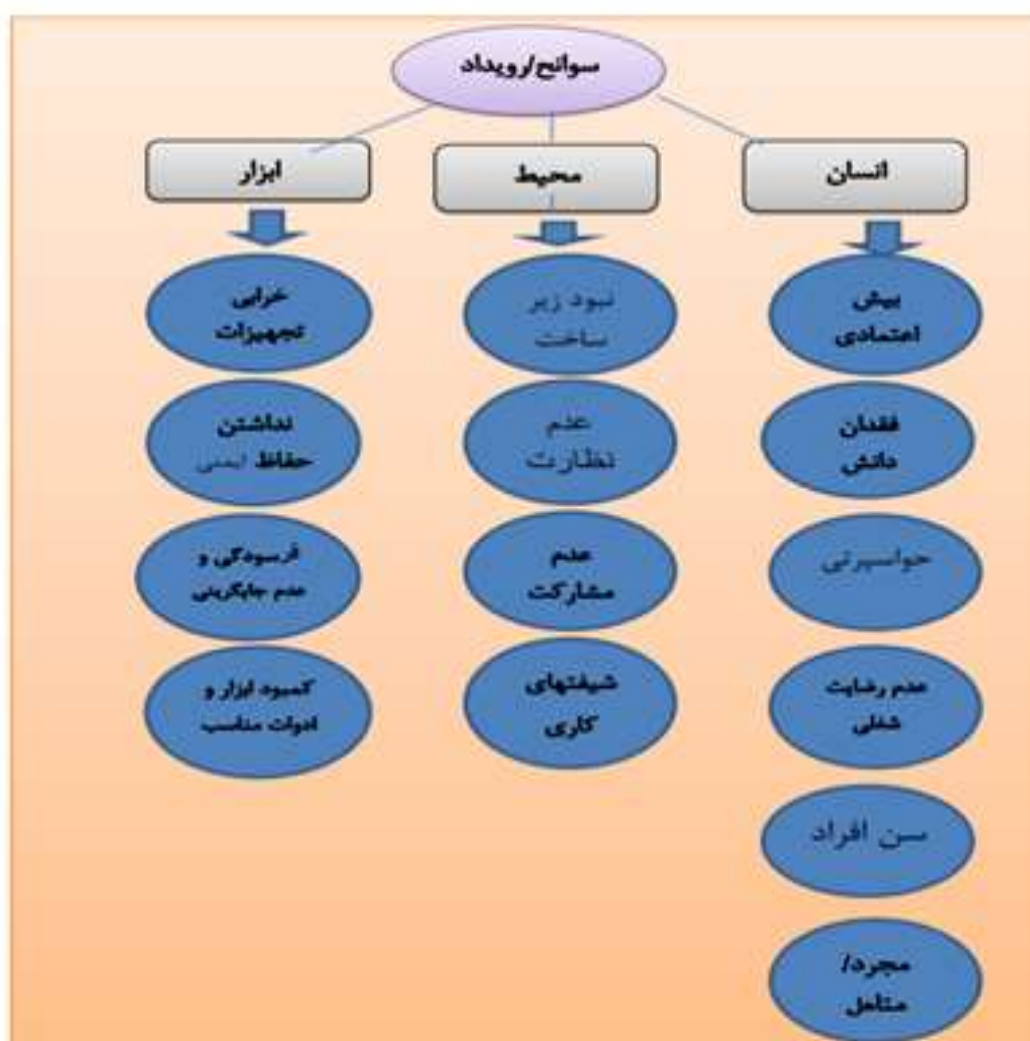 سوانح/رویداد
انسان
محیط
ابزار
بیش
اعتمادی
فقدان
دانش
حواسپرتی
عدم رضایت
شغلی
سن افراد
مجرد/
متأهل
نبود زیر
ساخت
عدم
نظارت
عدم
مشارکت
شیفتهای
کاری
خرابی
تجهیزات
نداشتن
حفاظ ایمنی
فرسودگی و
عدم جایگزینی
کمبود ابزار و
ادوات مناسب